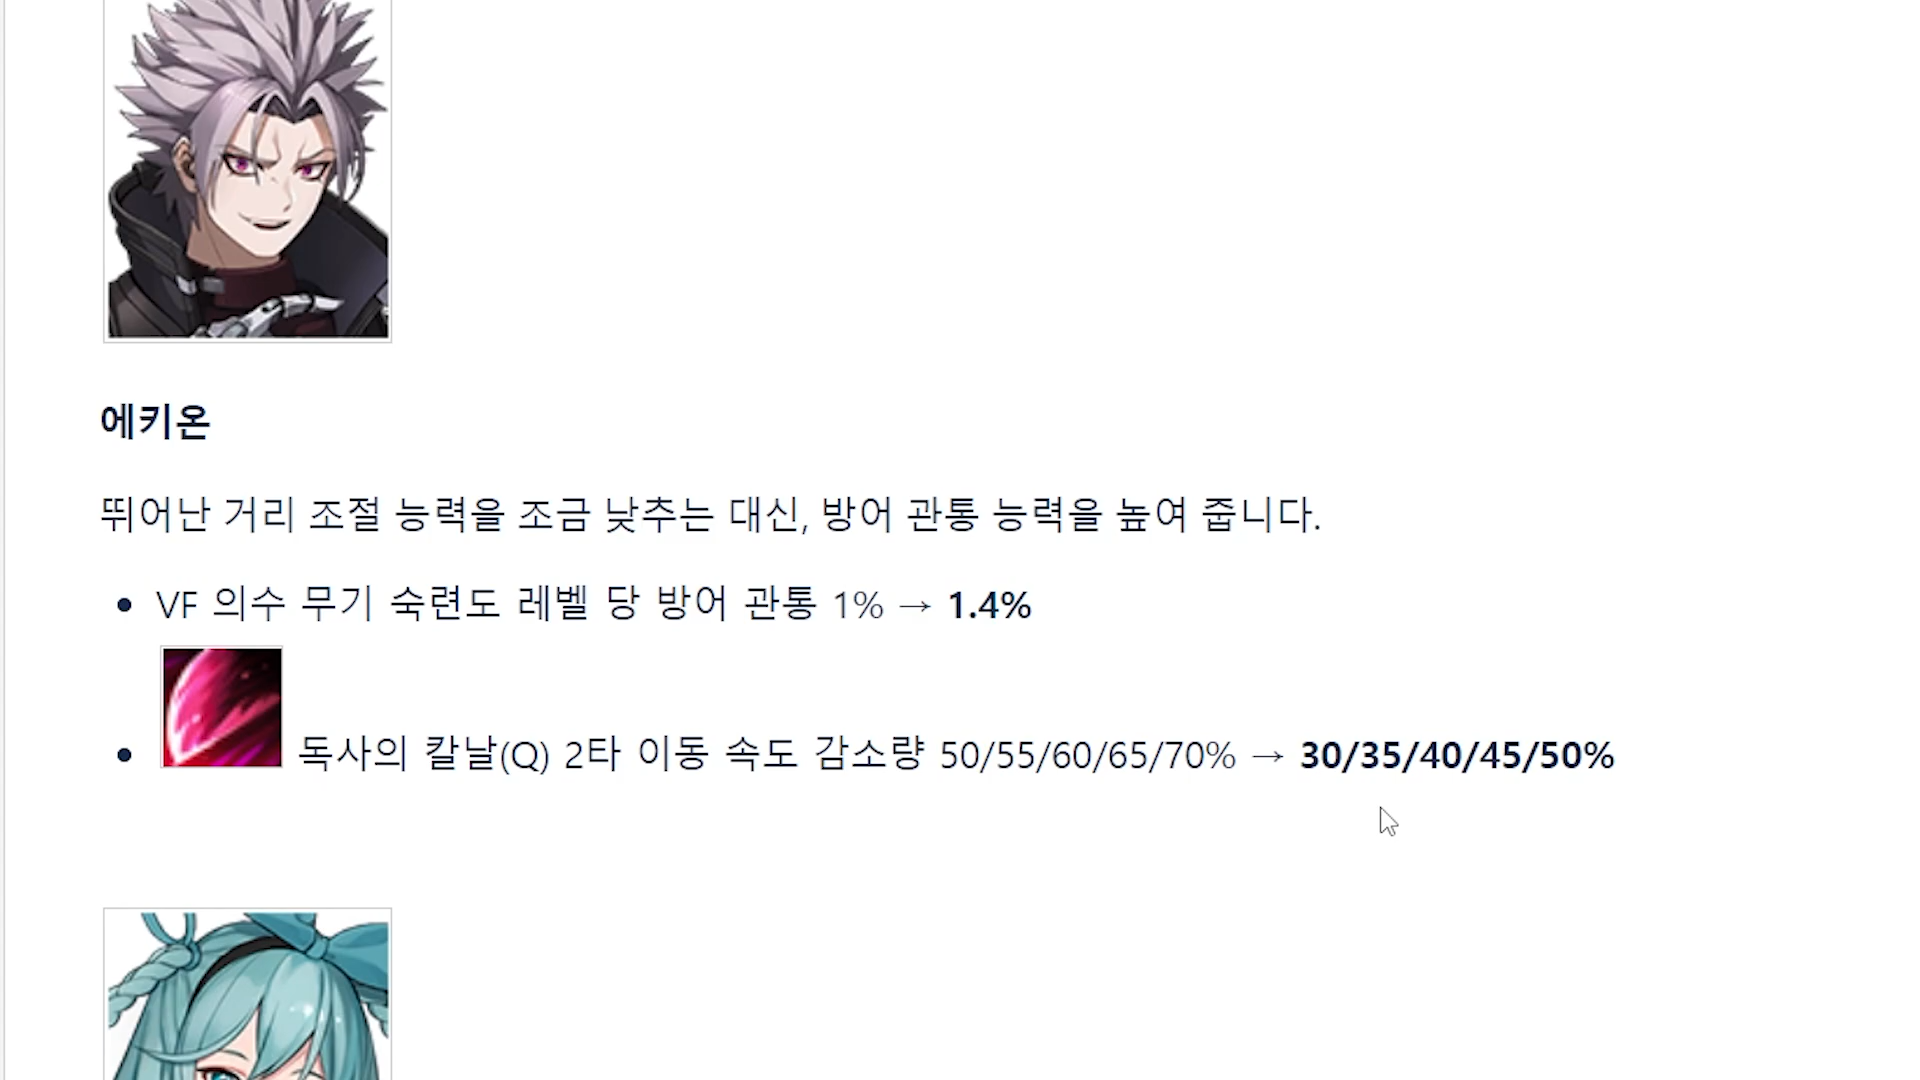 에키온
뛰어난 거리 조절 능력을 조금 낮추는 대신, 방어 관통 능력을 높여 줍니다.
VF 의수 무기 숙련도 레벨 당 방어 관통 1% → 1.4%
독사의 칼날(Q) 2타 이동 속도 감소량 50/55/60/65/70% → 30/35/40/45/50%